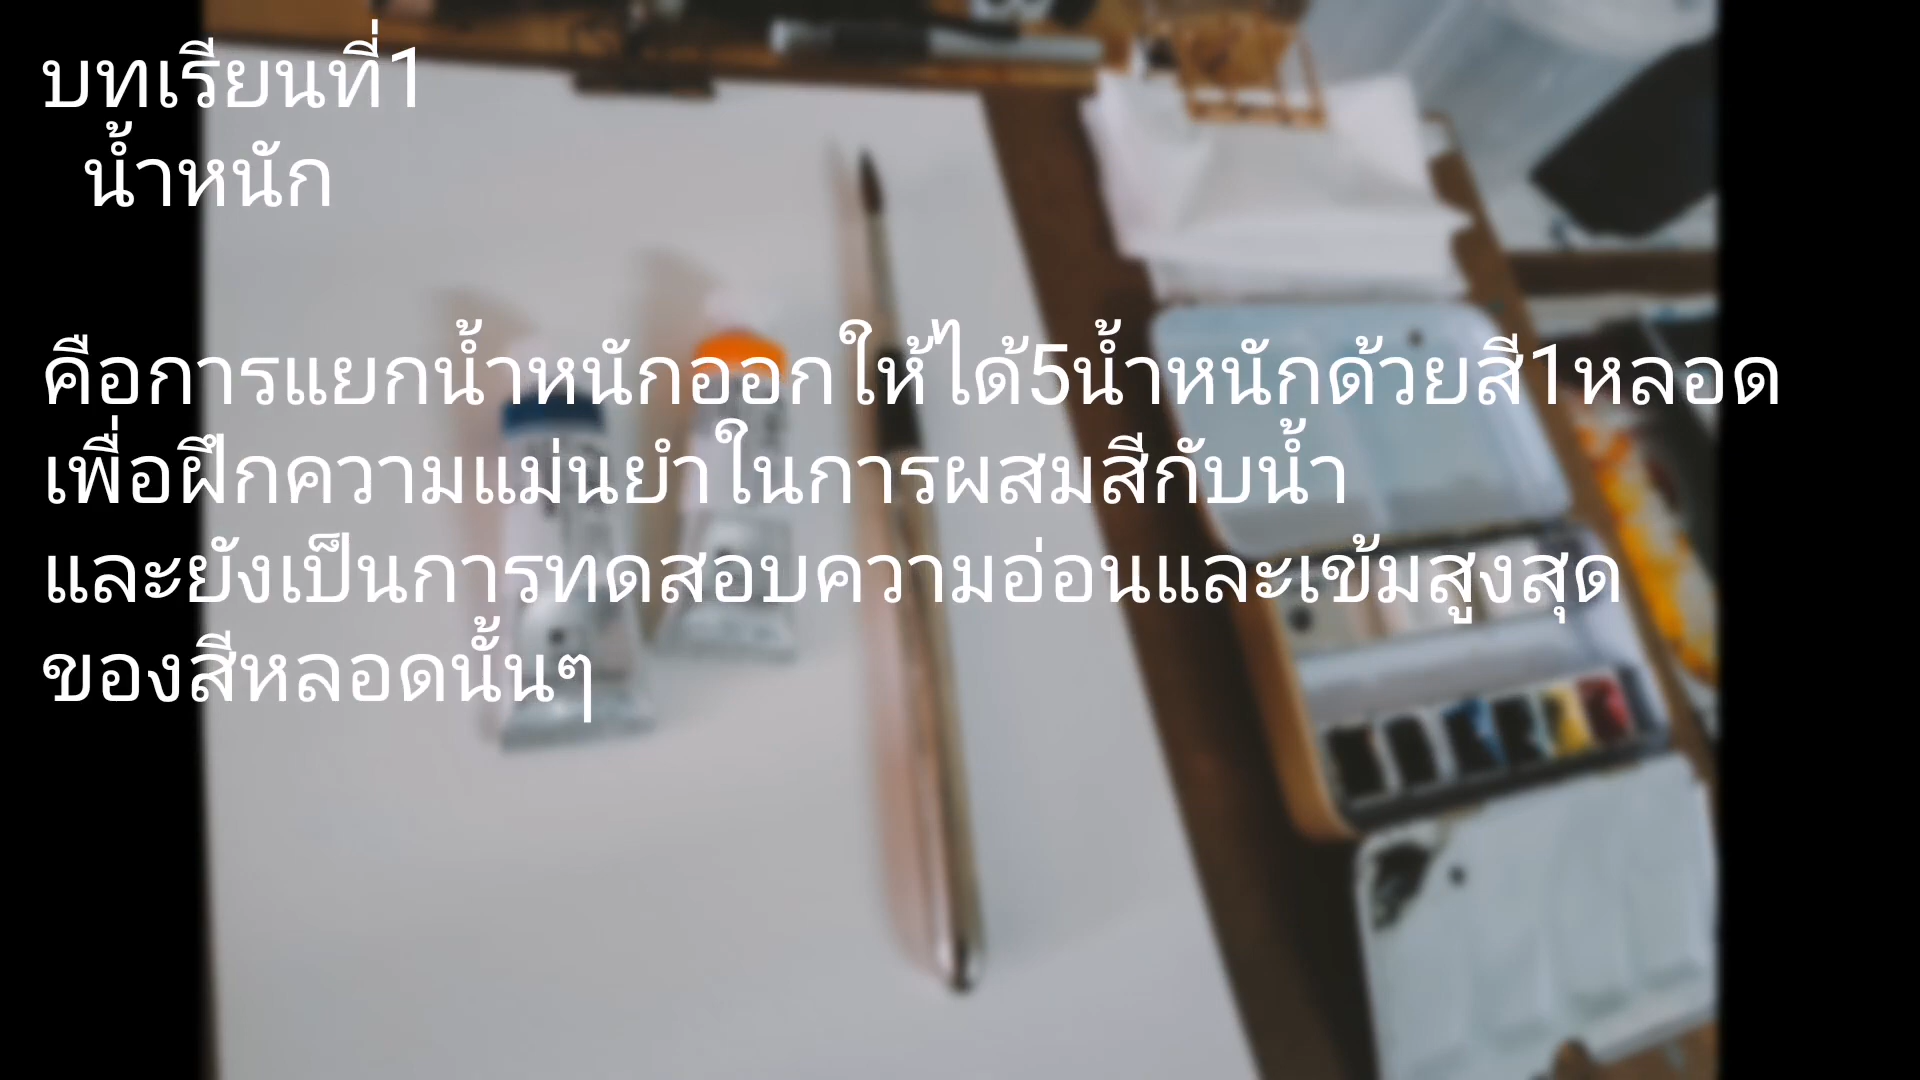 บทเรียนที่1
น้ำหนัก
คือการแยกน้ำหนักออกให้ได้5น้ำหนักด้วยสี1หลอด
เพื่อฝึกความแม่นยำในการผสมสีกับน้ำ
และยังเป็นการทดสอบความอ่อนและเข้มสูงสุด
ของสีหลอดนั้นๆ